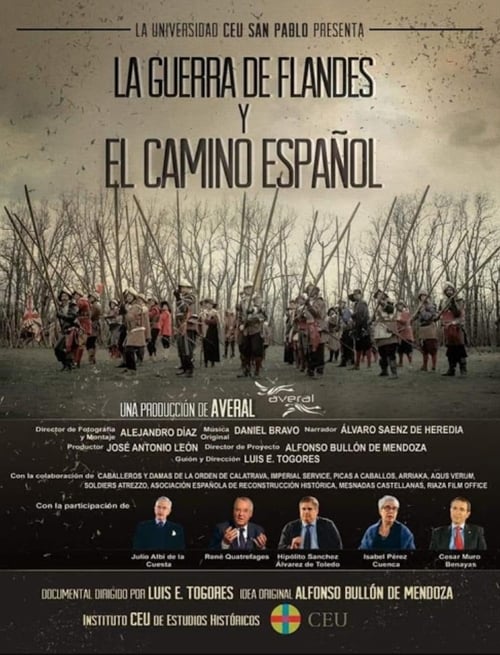 LA UNIVERSIDAD CEU SAN PABLO PRESENTA
LA GUERRA DE FLANDES
Y
EL CAMINO ESPAÑOL
UNA PRODUCCIÓN DE AVERAL
averal
Director de Fotografía y Montaje ALEJANDRO DÍAZ Música Original DANIEL BRAVO Narrador ÁLVARO SAENZ DE HEREDIA
Productor JOSÉ ANTONIO LEÓN Director de Proyecto ALFONSO BULLÓN DE MENDOZA
Guión y Dirección LUIS E. TOGORES
Con la colaboración de CABALLEROS Y DAMAS DE LA ORDEN DE CALATRAVA, IMPERIAL SERVICE, PICAS A CABALLOS, ARRIAKA, AQUS VERUM,
SOLDIERS ATREZZO, ASOCIACIÓN ESPAÑOLA DE RECONSTRUCCIÓN HISTÓRICA, MESNADAS CASTELLANAS, RIAZA FILM OFFICE
Con la participación de
Julio Albi de la Cuesta
René Quatrefages
Hipólito Sanchez Álvarez de Toledo
Isabel Pérez Cuenca
Cesar Muro Benayas
DOCUMENTAL DIRIGIDO POR LUIS E. TOGORES IDEA ORIGINAL ALFONSO BULLÓN DE MENDOZA
INSTITUTO CEU DE ESTUDIOS HISTÓRICOS CEU